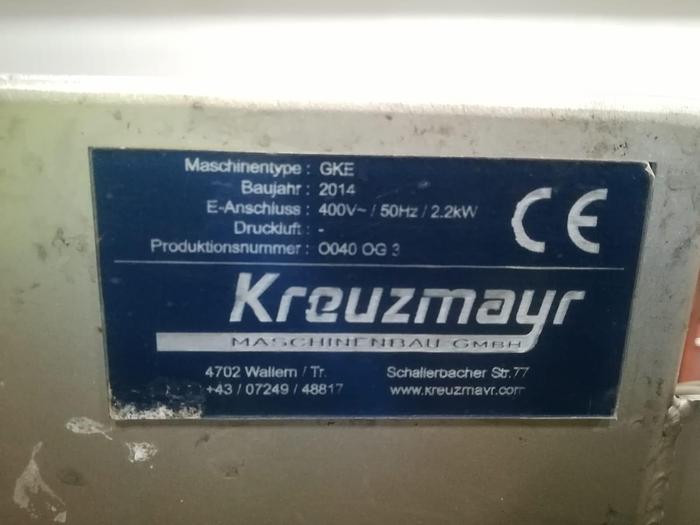 Maschinentype : GKE
Baujahr : 2014
E-Anschluss : 400V~ / 50Hz / 2.2kW
Druckluft : -
Produktionsnummer : O040 OG 3
CE
Kreuzmayr
MASCHINENBAU GMBH
4702 Wallern / Tr. Schallerbacher Str. 77
+43 / 07249 / 48817 www.kreuzmayr.com